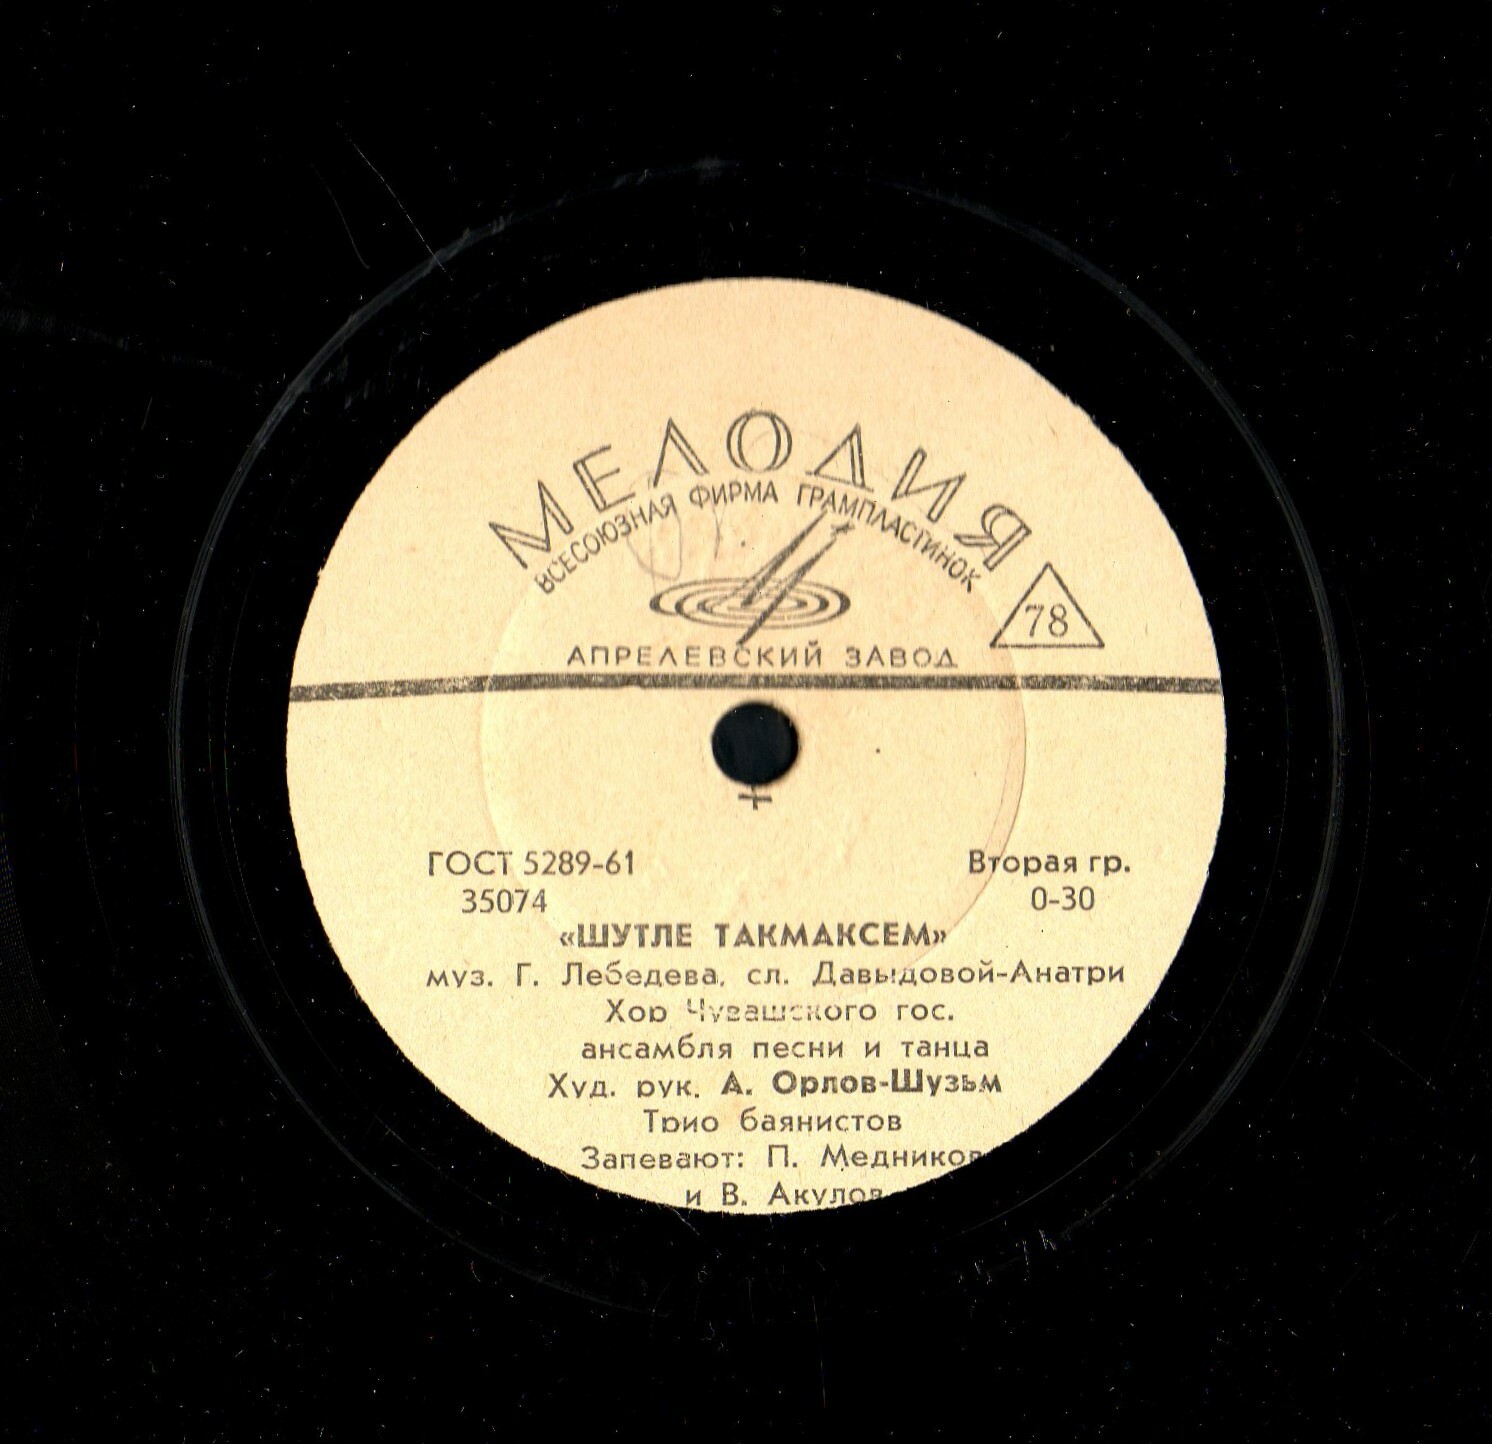 МЕЛОДИЯ
ВСЕСОЮЗНАЯ ФИРМА ГРАМПЛАСТИНОК
78
АПРЕЛЕВСКИЙ ЗАВОД
ГОСТ 5289-61
Вторая гр.
35074
0-30
«ШУТЛЕ ТАКМАКСЕМ»
муз. Г. Лебедева, сл. Давыдовой-Анатри
Хор Чувашского гос.
ансамбля песни и танца
Худ. рук. А. Орлов-Шузьм
Трио баянистов
Запевают: П. Медников
и В. Акулов